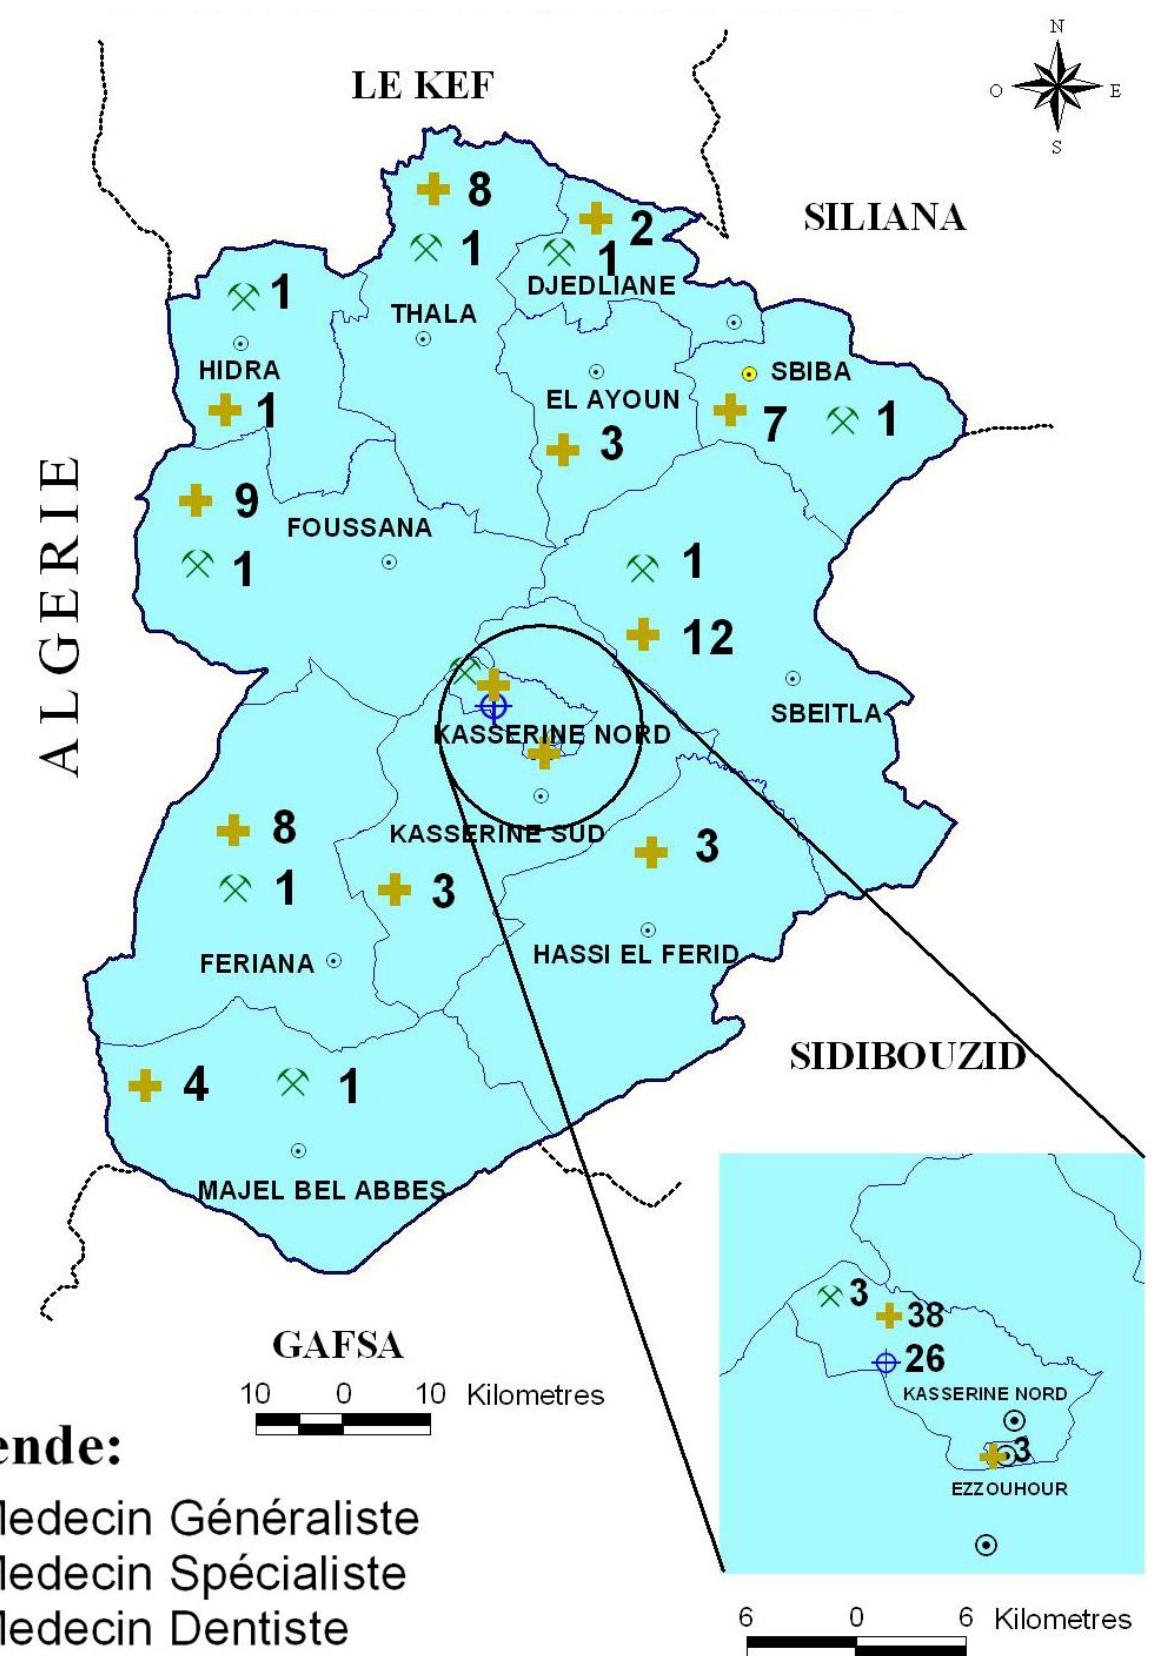 N
LE KEF
O
E
S
8
SILIANA
2
1
1
DJEDLIANE
1
THALA
HIDRA
SBIBA
EL AYOUN
1
7
1
3
ALGERIE
9
FOUSSANA
1
1
12
SBEITLA
KASSERINE NORD
8
KASSERINE SUD
3
1
3
HASSI EL FERID
FERIANA
SIDIBOUZID
4
1
MAJEL BEL ABBES
3
38
26
GAFSA
10 0 10 Kilometres
KASSERINE NORD
3
ende:
EZZOUHOUR
Medecin Généraliste
Medecin Spécialiste
Medecin Dentiste
6 0 6 Kilometres